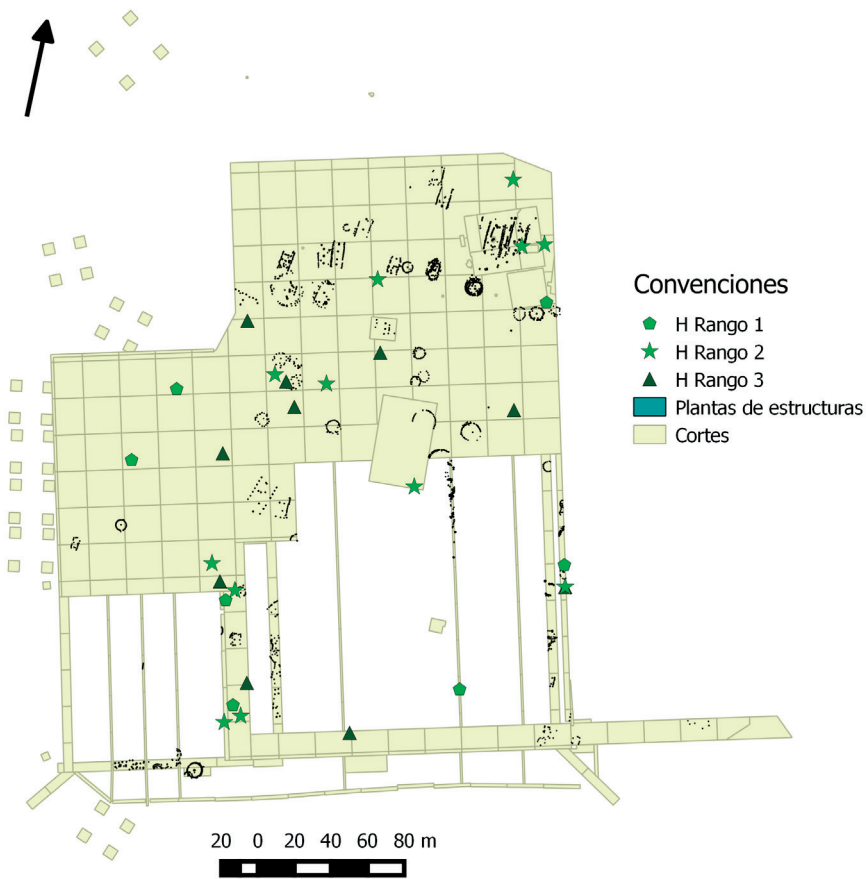 Convenciones
H Rango 1
H Rango 2
H Rango 3
Plantas de estructuras
Cortes
20 0 20 40 60 80 m